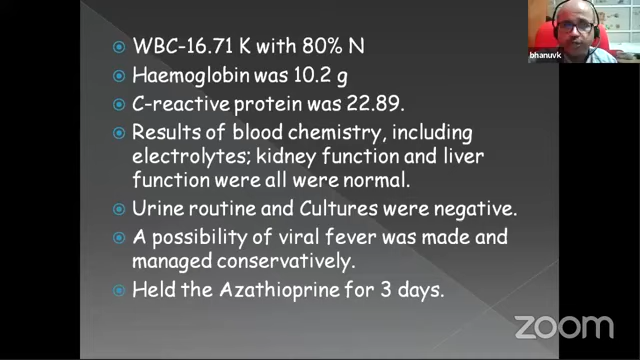 WBC-16.71 K with 80% N
Haemoglobin was 10.2 g
C-reactive protein was 22.89.
Results of blood chemistry, including
electrolytes; kidney function and liver
function were all were normal.
Urine routine and Cultures were negative.
A possibility of viral fever was made and
managed conservatively.
Held the Azathioprine for 3 days.
bhanuvk
zoom